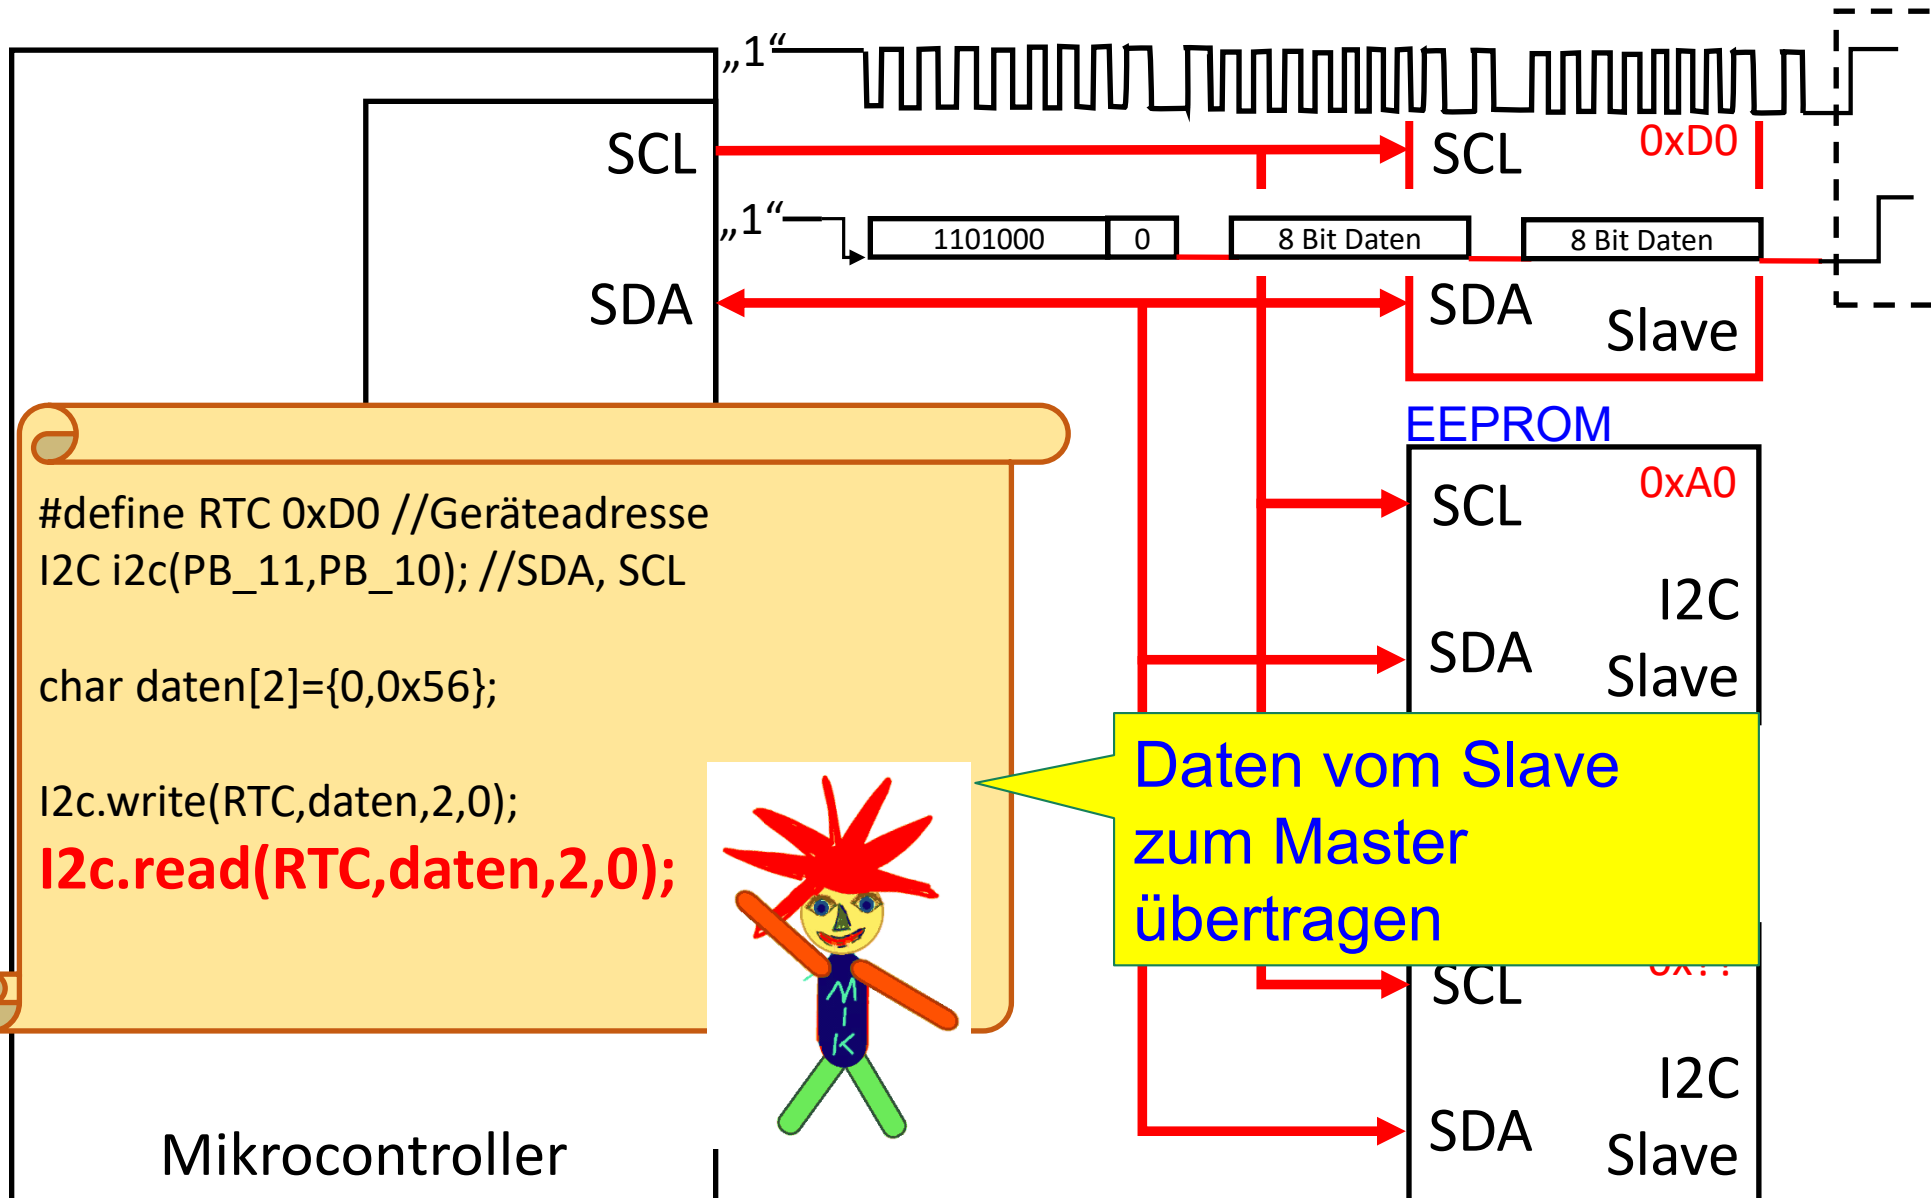 „1“
SCL
SCL
0xD0
„1“
1101000
0
8 Bit Daten
8 Bit Daten
SDA
SDA
Slave
EEPROM
0xA0
SCL
I2C
SDA
Slave
#define RTC 0xD0 //Geräteadresse
I2C i2c(PB_11,PB_10); //SDA, SCL
char daten[2]={0,0x56};
I2c.write(RTC,daten,2,0);
I2c.read(RTC,daten,2,0);
Daten vom Slave
zum Master
übertragen
MIK
SCL
I2C
SDA
Slave
Mikrocontroller